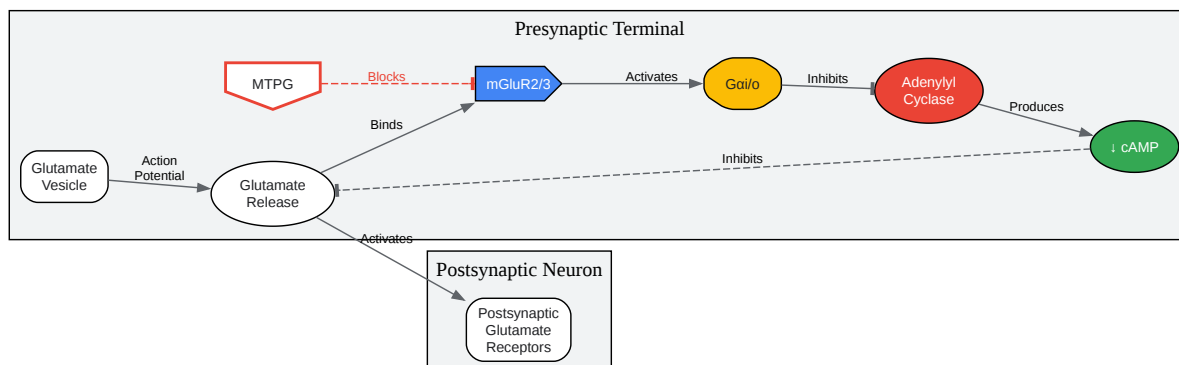 Presynaptic Terminal
MTPG
Blocks
mGluR2/3
Activates
Gαi/o
Inhibits
Adenylyl
Cyclase
Produces
↓ cAMP
Binds
Inhibits
Glutamate
Vesicle
Action
Potential
Glutamate
Release
Activates
Postsynaptic Neuron
Postsynaptic
Glutamate
Receptors